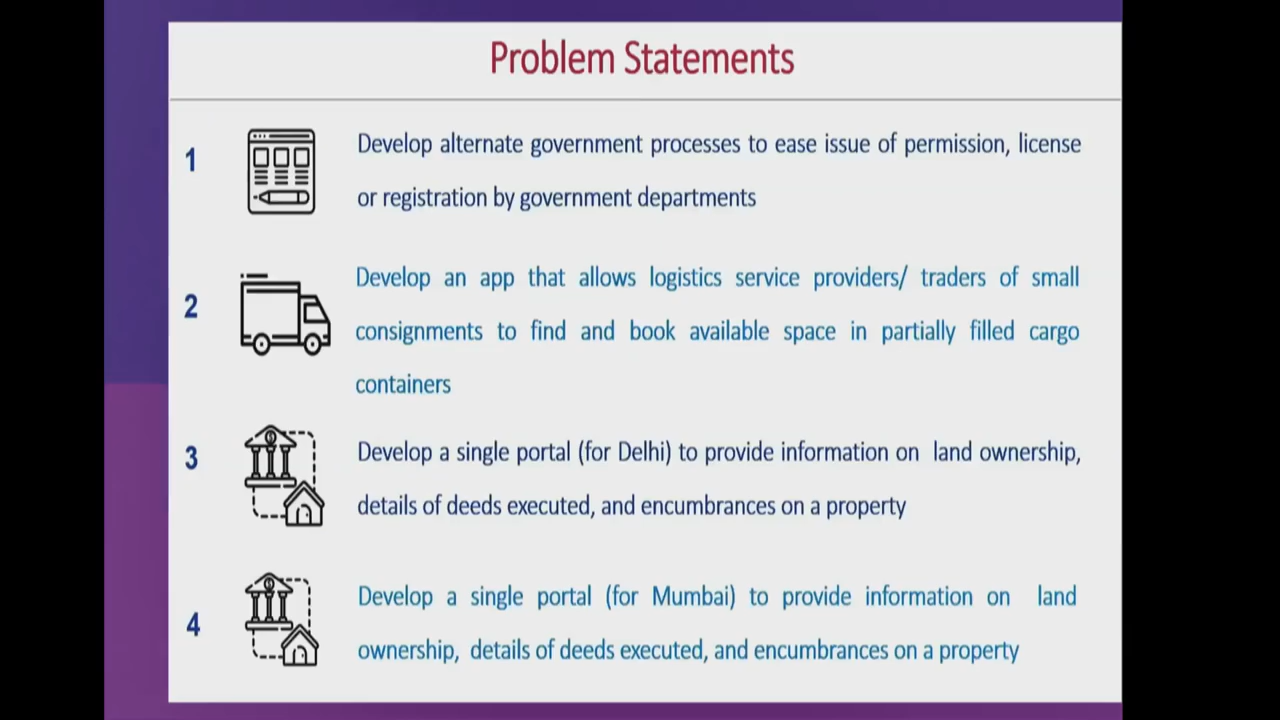 Problem Statements
1
Develop alternate government processes to ease issue of permission, license
or registration by government departments
2
Develop an app that allows logistics service providers/ traders of small
consignments to find and book available space in partially filled cargo
containers
3
Develop a single portal (for Delhi) to provide information on land ownership,
details of deeds executed, and encumbrances on a property
4
Develop a single portal (for Mumbai) to provide information on land
ownership, details of deeds executed, and encumbrances on a property